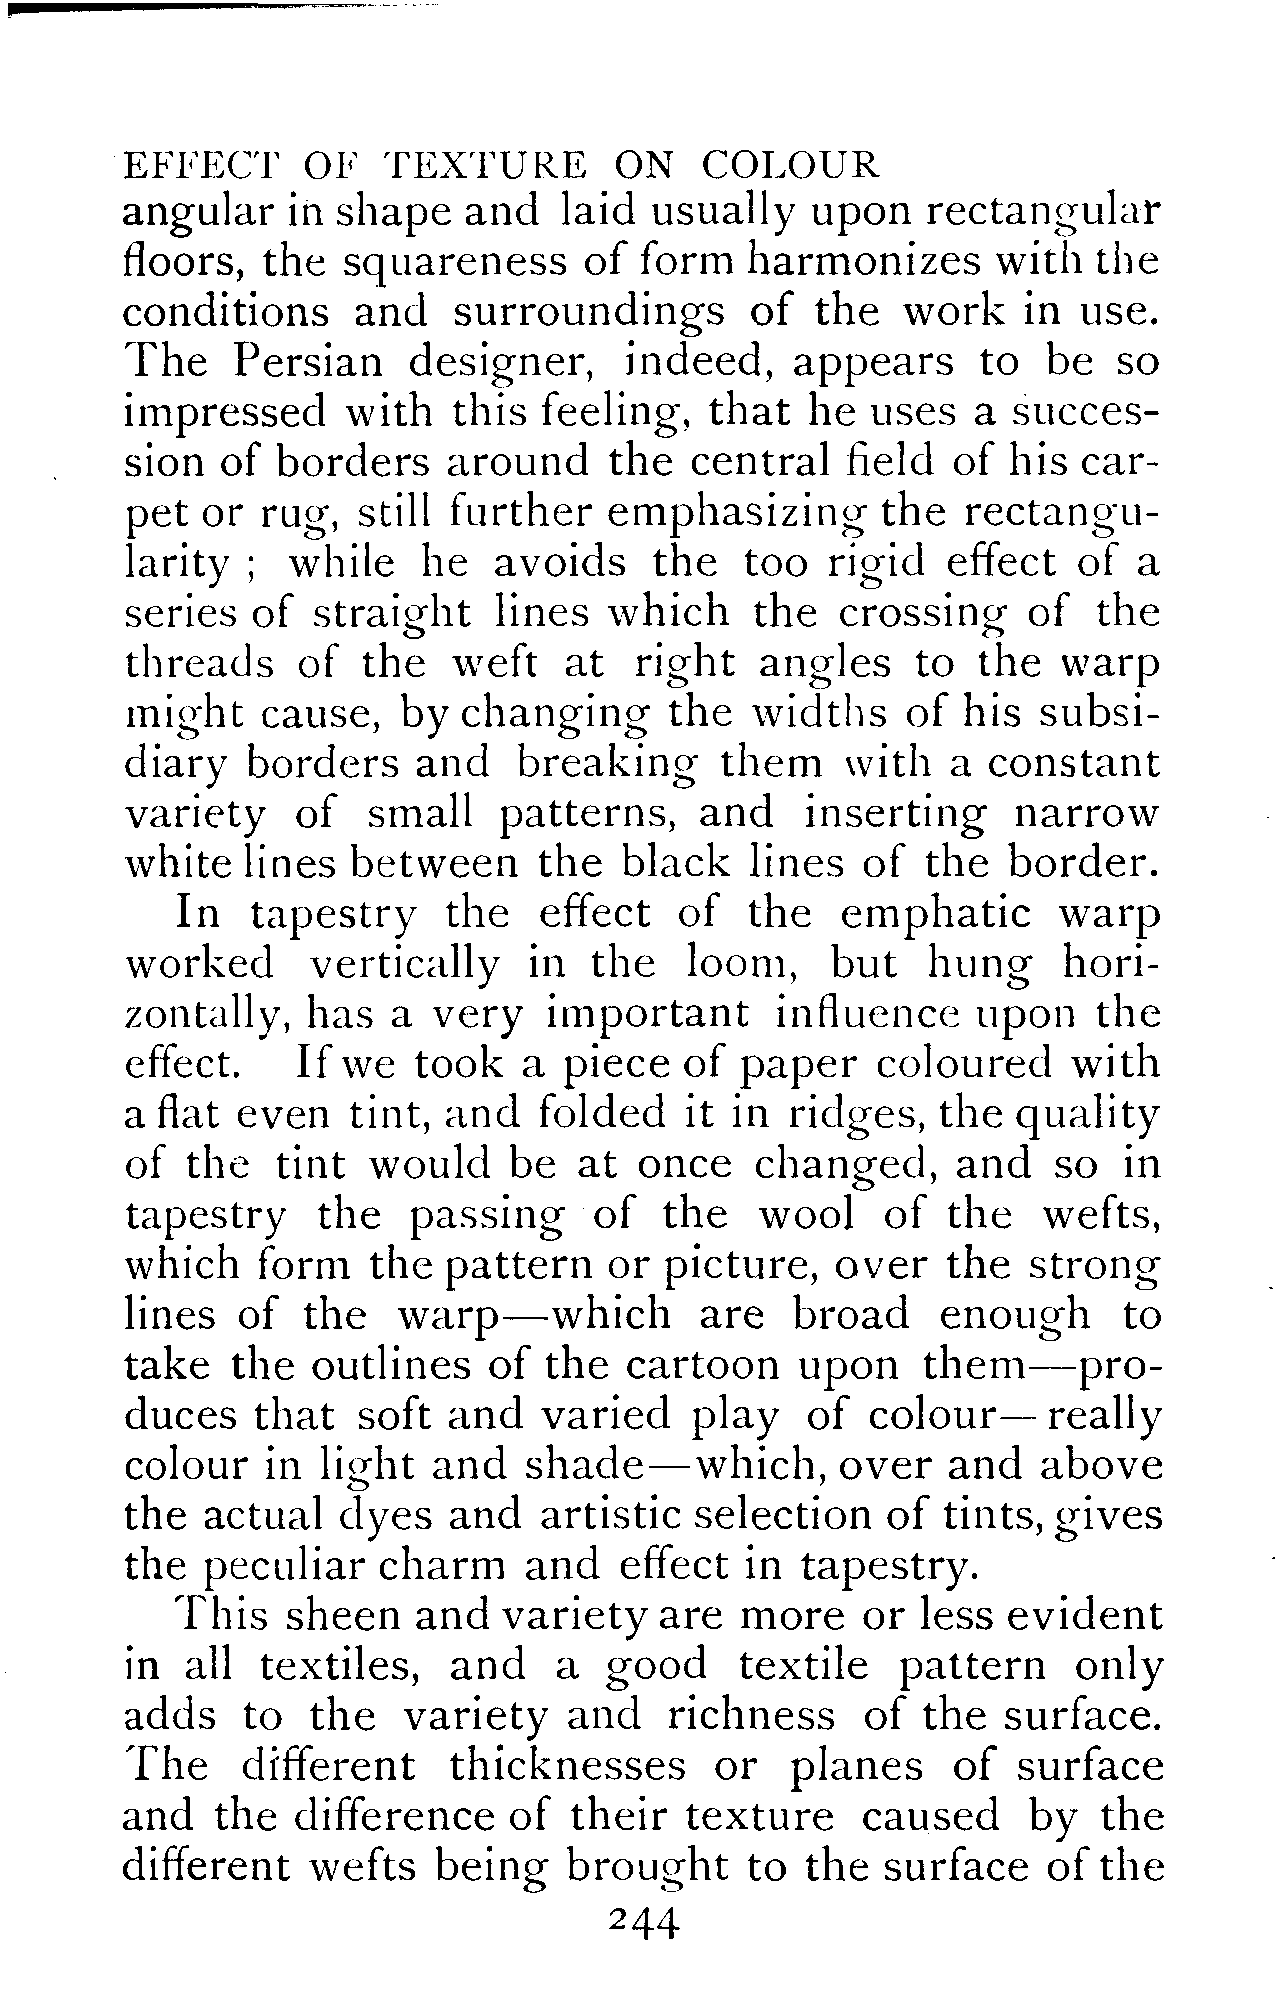 EFFECT OF TEXTURE ON COLOUR
angular in shape and laid usually upon rectangular
floors, the squareness of form harmonizes with the
conditions and surroundings of the work in use.
The Persian designer, indeed, appears to be so
impressed with this feeling, that he uses a succes-
sion of borders around the central field of his car-
pet or rug, still further emphasizing the rectangu-
larity ; while he avoids the too rigid effect of a
series of straight lines which the crossing of the
threads of the weft at right angles to the warp
might cause, by changing the widths of his subsi-
diary borders and breaking them with a constant
variety of small patterns, and inserting narrow
white lines between the black lines of the border.
In tapestry the effect of the emphatic warp
worked vertically in the loom, but hung hori-
zontally, has a very important influence upon the
effect. If we took a piece of paper coloured with
a flat even tint, and folded it in ridges, the quality
of the tint would be at once changed, and so in
tapestry the passing of the wool of the wefts,
which form the pattern or picture, over the strong
lines of the warp—which are broad enough to
take the outlines of the cartoon upon them—pro-
duces that soft and varied play of colour—really
colour in light and shade—which, over and above
the actual dyes and artistic selection of tints, gives
the peculiar charm and effect in tapestry.
This sheen and variety are more or less evident
in all textiles, and a good textile pattern only
adds to the variety and richness of the surface.
The different thicknesses or planes of surface
and the difference of their texture caused by the
different wefts being brought to the surface of the
244